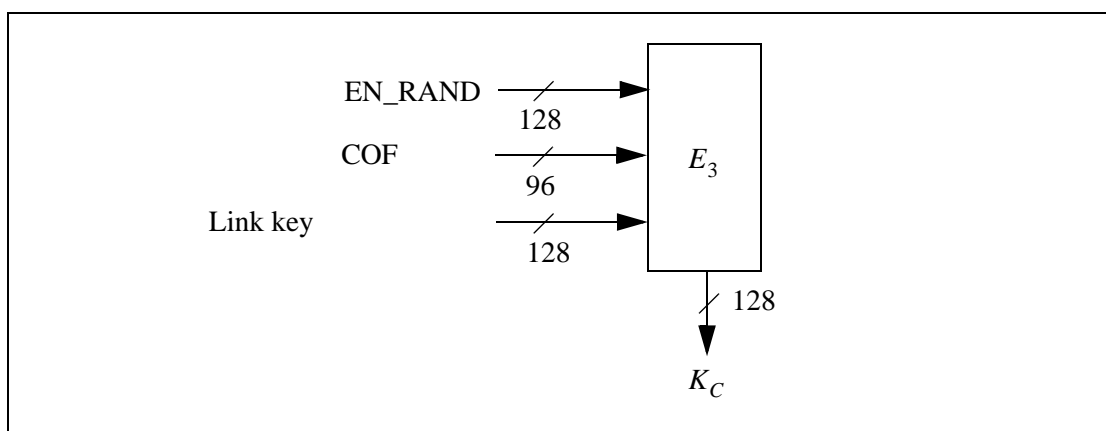 EN_RAND
128
COF
96
Link key
128
E3
128
KC